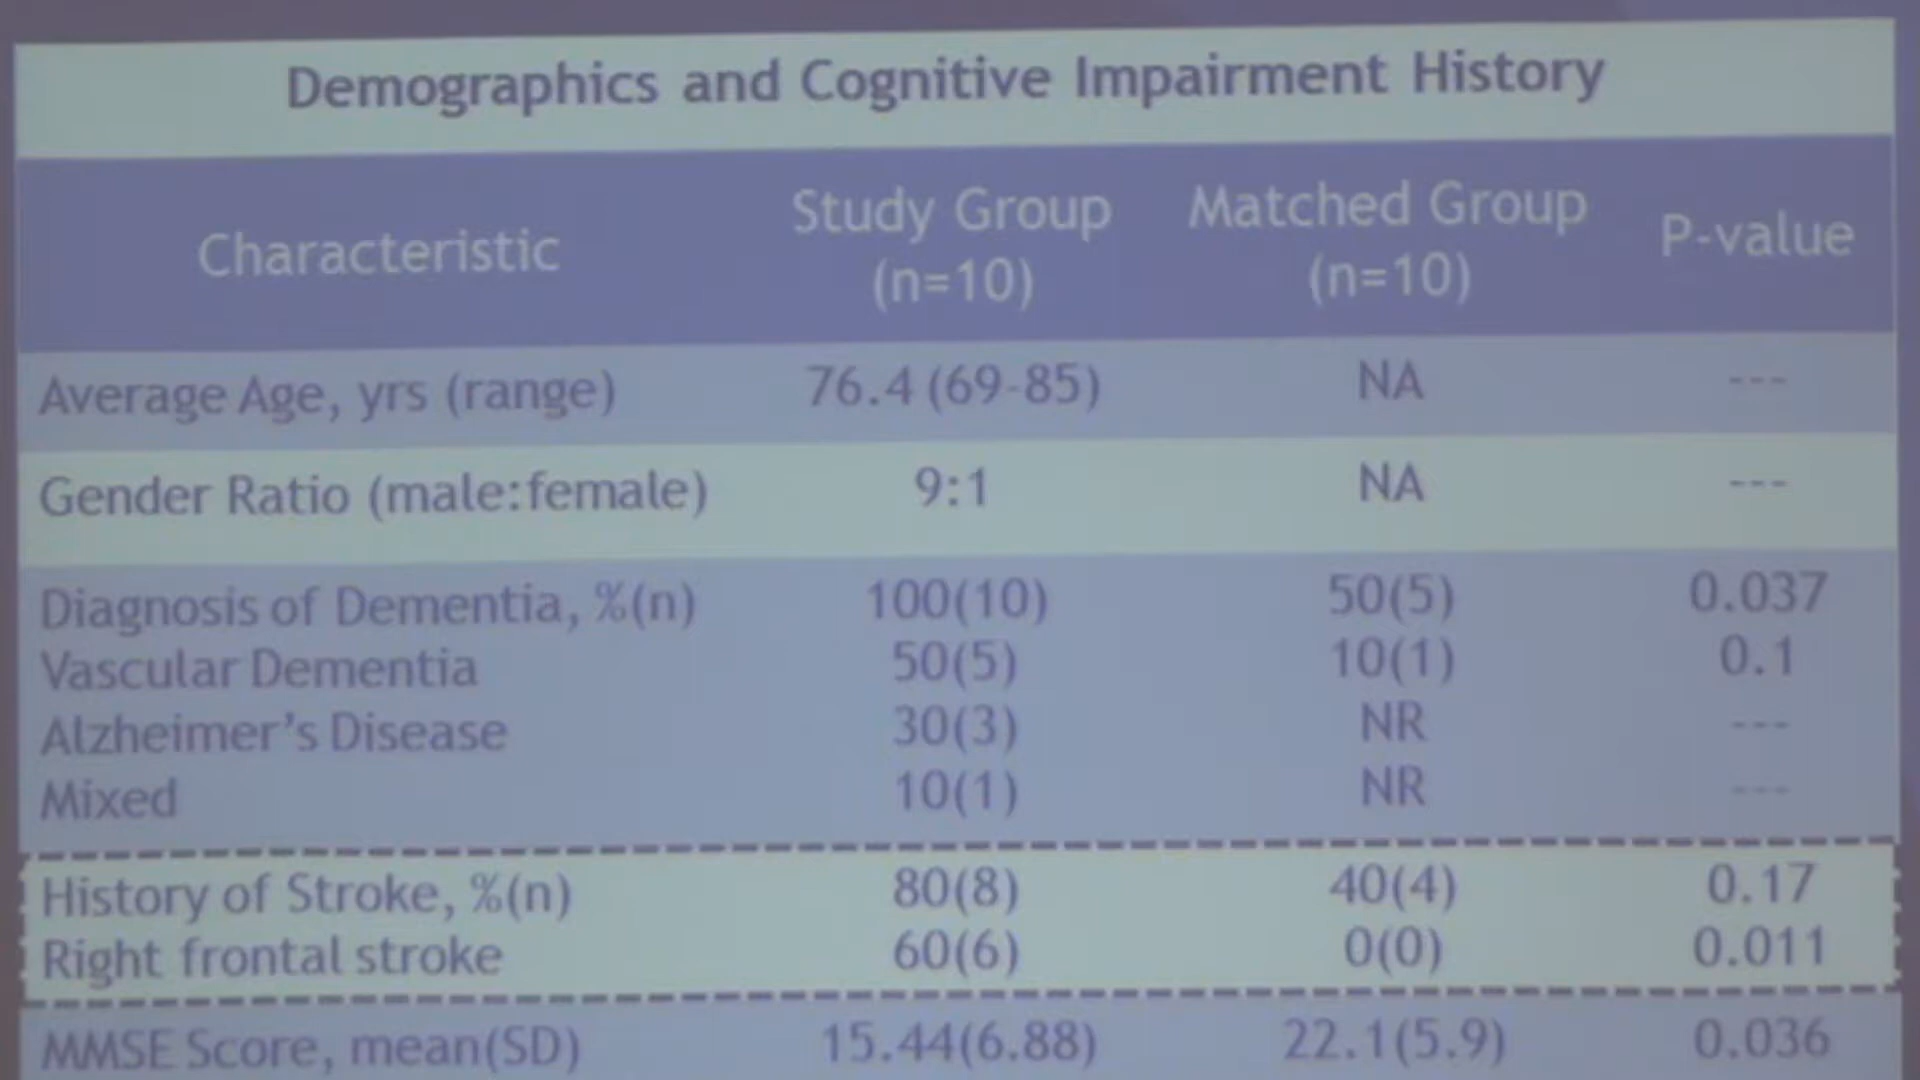 Demographics and Cognitive Impairment History
Characteristic Study Group (n=10) Matched Group (n=10) P-value
Average Age, yrs (range) 76.4 (69-85) NA ---
Gender Ratio (male:female) 9:1 NA ---
Diagnosis of Dementia, %(n) 100(10) 50(5) 0.037
Vascular Dementia 50(5) 10(1) 0.1
Alzheimer's Disease 30(3) NR ---
Mixed 10(1) NR ---
History of Stroke, %(n) 80(8) 40(4) 0.17
Right frontal stroke 60(6) 0(0) 0.011
MMSE Score, mean(SD) 15.44(6.88) 22.1(5.9) 0.036